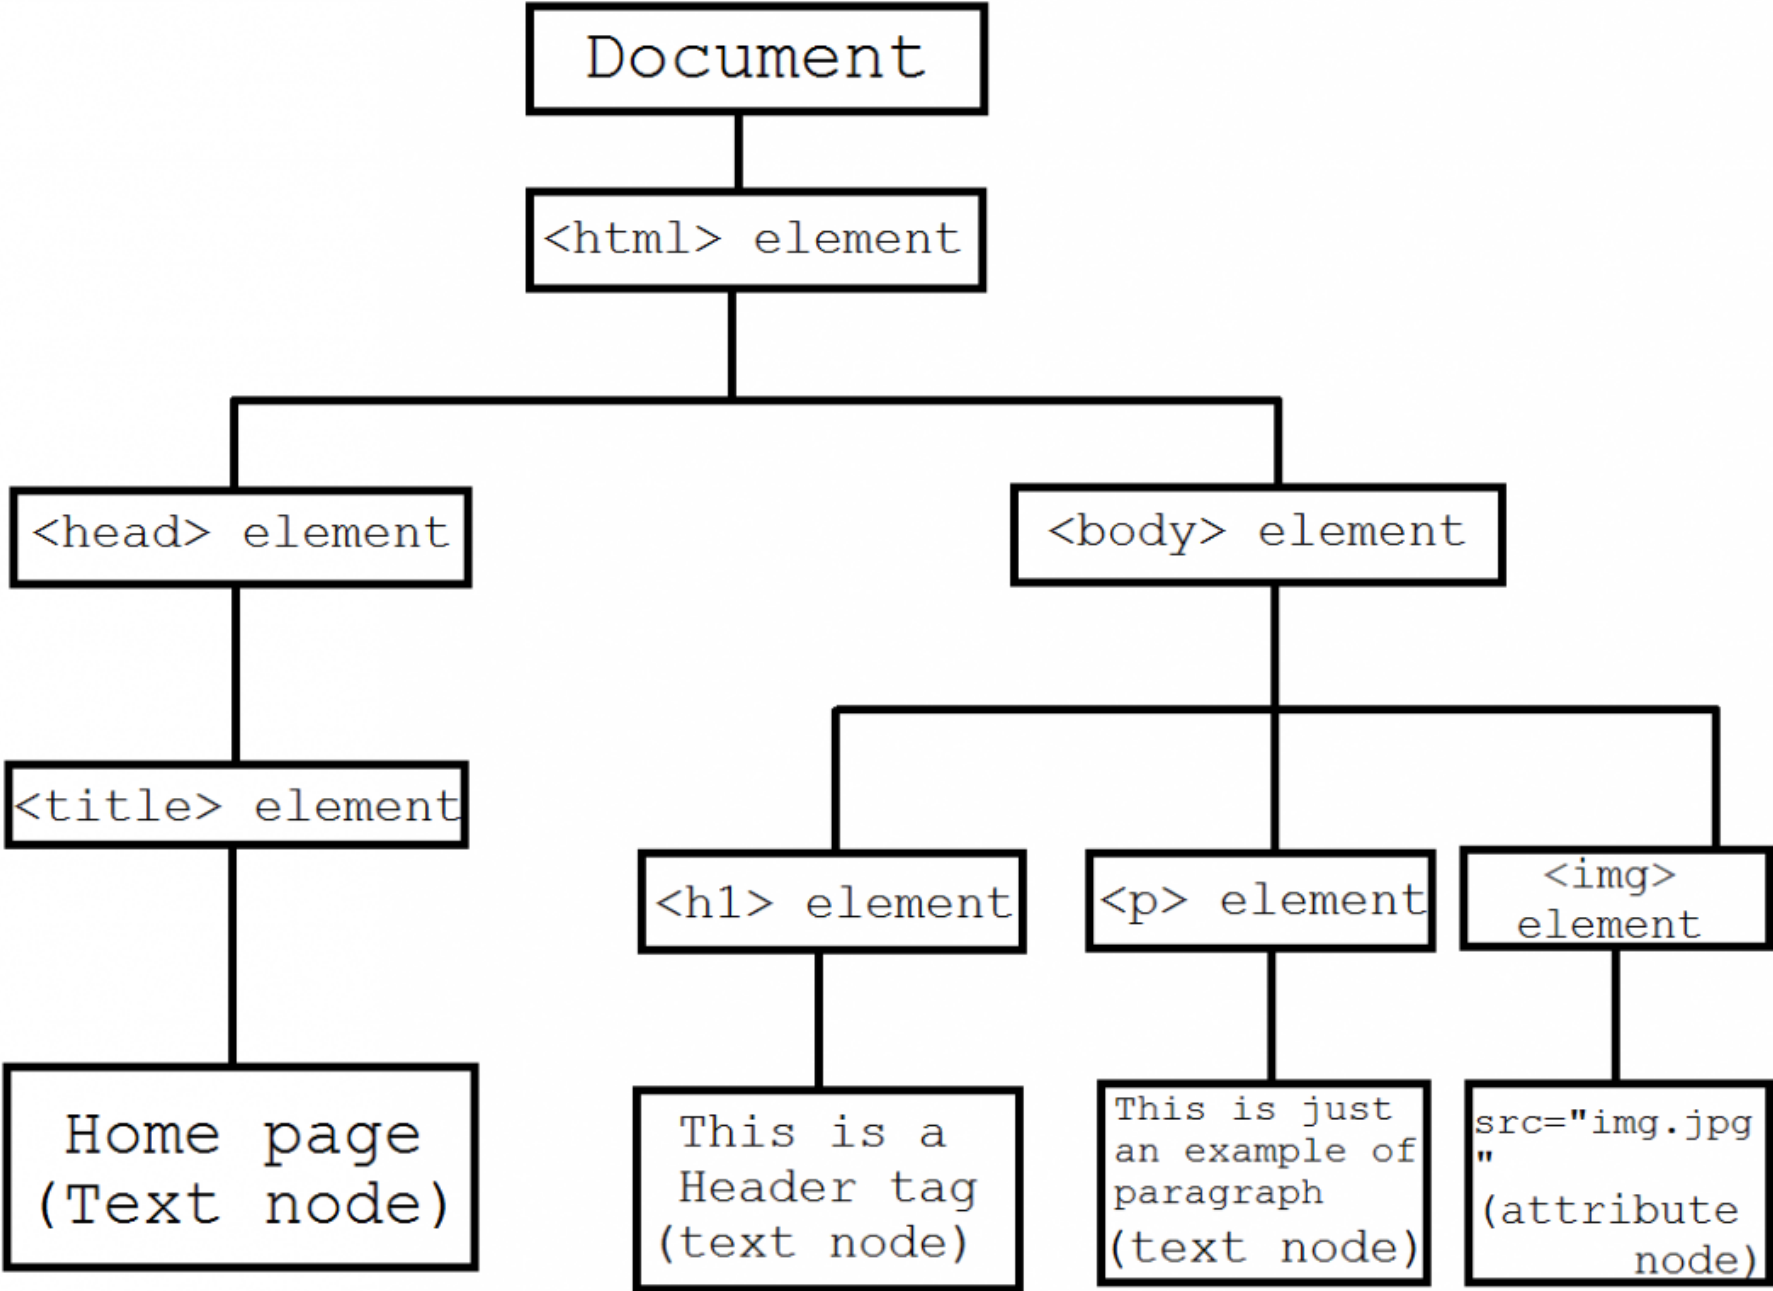 Document
<html> element
<head> element
<body> element
<title> element
<h1> element
<p> element
<img>
element
Home page
(Text node)
This is a
Header tag
(text node)
This is just
an example of
paragraph
(text node)
src="img.jpg
"
(attribute
node)